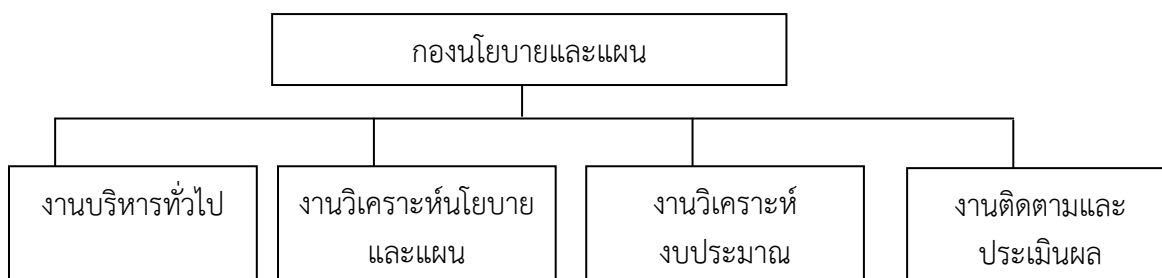 กองนโยบายและแผน
งานบริหารทั่วไป
งานวิเคราะห์นโยบาย
และแผน
งานวิเคราะห์
งบประมาณ
งานติดตามและ
ประเมินผล